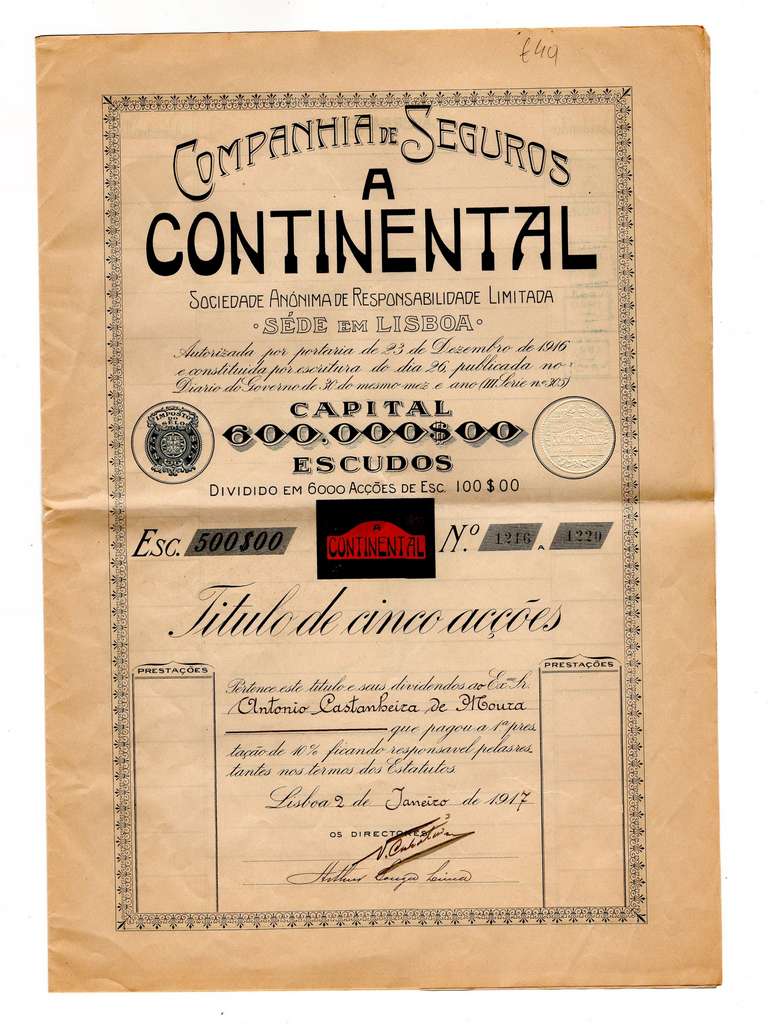 £49
COMPANHIA DE SEGUROS
A
CONTINENTAL
SOCIEDADE ANÓNIMA DE RESPONSABILIDADE LIMITADA
· SÉDE EM LISBOA ·
Autorizada por portaria de 23 de Dezembro de 1916
e constituida por escritura do dia 26, publicada no
Diario do Governo de 30 do mesmo mez e ano (III Serie nº 305)
IMPOSTO DO SELO
CAPITAL
600.000$00
ESCUDOS
DIVIDIDO EM 6000 ACÇÕES DE ESC. 100$00
ESC. 500$00
A
CONTINENTAL
N.º 1216 a 1220
Titulo de cinco acções
PRESTAÇÕES
PRESTAÇÕES
Pertence este titulo e seus dividendos ao Exmo Sr.
Antonio Castanheira de Moura
que pagou a 1ª pres
tação de 10% ficando responsavel pelas res
tantes nos termos dos Estatutos.
Lisboa 2 de Janeiro de 1917
OS DIRECTORES